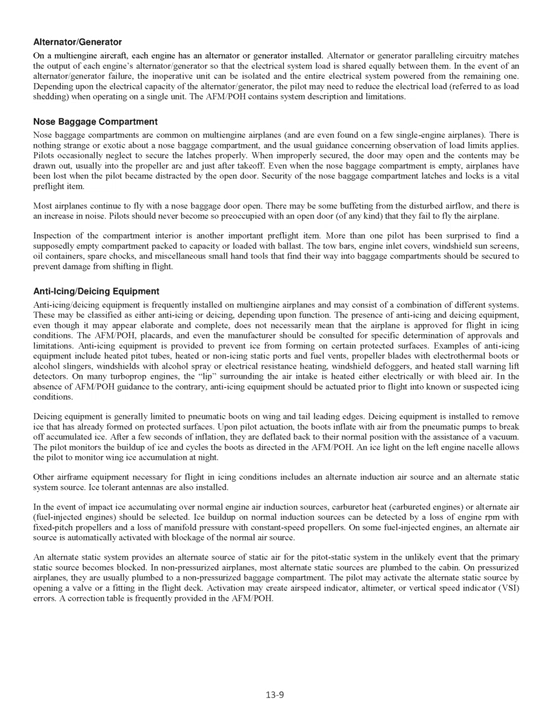 Alternator/Generator
On a multiengine aircraft, each engine has an alternator or generator installed. Alternator or generator paralleling circuitry matches
the output of each engine's alternator/generator so that the electrical system load is shared equally between them. In the event of an
alternator/generator failure, the inoperative unit can be isolated and the entire electrical system powered from the remaining one.
Depending upon the electrical capacity of the alternator/generator, the pilot may need to reduce the electrical load (referred to as load
shedding) when operating on a single unit. The AFM/POH contains system description and limitations.
Nose Baggage Compartment
Nose baggage compartments are common on multiengine airplanes (and are even found on a few single-engine airplanes). There is
nothing strange or exotic about a nose baggage compartment, and the usual guidance concerning observation of load limits applies.
Pilots occasionally neglect to secure the latches properly. When improperly secured, the door may open and the contents may be
drawn out, usually into the propeller arc and just after takeoff. Even when the nose baggage compartment is empty, airplanes have
been lost when the pilot became distracted by the open door. Security of the nose baggage compartment latches and locks is a vital
preflight item.
Most airplanes continue to fly with a nose baggage door open. There may be some buffeting from the disturbed airflow, and there is
an increase in noise. Pilots should never become so preoccupied with an open door (of any kind) that they fail to fly the airplane.
Inspection of the compartment interior is another important preflight item. More than one pilot has been surprised to find a
supposedly empty compartment packed to capacity or loaded with ballast. The tow bars, engine inlet covers, windshield sun screens,
oil containers, spare chocks, and miscellaneous small hand tools that find their way into baggage compartments should be secured to
prevent damage from shifting in flight.
Anti-Icing/Deicing Equipment
Anti-icing/deicing equipment is frequently installed on multiengine airplanes and may consist of a combination of different systems.
These may be classified as either anti-icing or deicing, depending upon function. The presence of anti-icing and deicing equipment,
even though it may appear elaborate and complete, does not necessarily mean that the airplane is approved for flight in icing
conditions. The AFM/POH, placards, and even the manufacturer should be consulted for specific determination of approvals and
limitations. Anti-icing equipment is provided to prevent ice from forming on certain protected surfaces. Examples of anti-icing
equipment include heated pitot tubes, heated or non-icing static ports and fuel vents, propeller blades with electrothermal boots or
alcohol slingers, windshields with alcohol spray or electrical resistance heating, windshield defoggers, and heated stall warning lift
detectors. On many turboprop engines, the “lip” surrounding the air intake is heated either electrically or with bleed air. In the
absence of AFM/POH guidance to the contrary, anti-icing equipment should be actuated prior to flight into known or suspected icing
conditions.
Deicing equipment is generally limited to pneumatic boots on wing and tail leading edges. Deicing equipment is installed to remove
ice that has already formed on protected surfaces. Upon pilot actuation, the boots inflate with air from the pneumatic pumps to break
off accumulated ice. After a few seconds of inflation, they are deflated back to their normal position with the assistance of a vacuum.
The pilot monitors the buildup of ice and cycles the boots as directed in the AFM/POH. An ice light on the left engine nacelle allows
the pilot to monitor wing ice accumulation at night.
Other airframe equipment necessary for flight in icing conditions includes an alternate induction air source and an alternate static
system source. Ice tolerant antennas are also installed.
In the event of impact ice accumulating over normal engine air induction sources, carburetor heat (carbureted engines) or alternate air
(fuel-injected engines) should be selected. Ice buildup on normal induction sources can be detected by a loss of engine rpm with
fixed-pitch propellers and a loss of manifold pressure with constant-speed propellers. On some fuel-injected engines, an alternate air
source is automatically activated with blockage of the normal air source.
An alternate static system provides an alternate source of static air for the pitot-static system in the unlikely event that the primary
static source becomes blocked. In non-pressurized airplanes, most alternate static sources are plumbed to the cabin. On pressurized
airplanes, they are usually plumbed to a non-pressurized baggage compartment. The pilot may activate the alternate static source by
opening a valve or a fitting in the flight deck. Activation may create airspeed indicator, altimeter, or vertical speed indicator (VSI)
errors. A correction table is frequently provided in the AFM/POH.
13-9